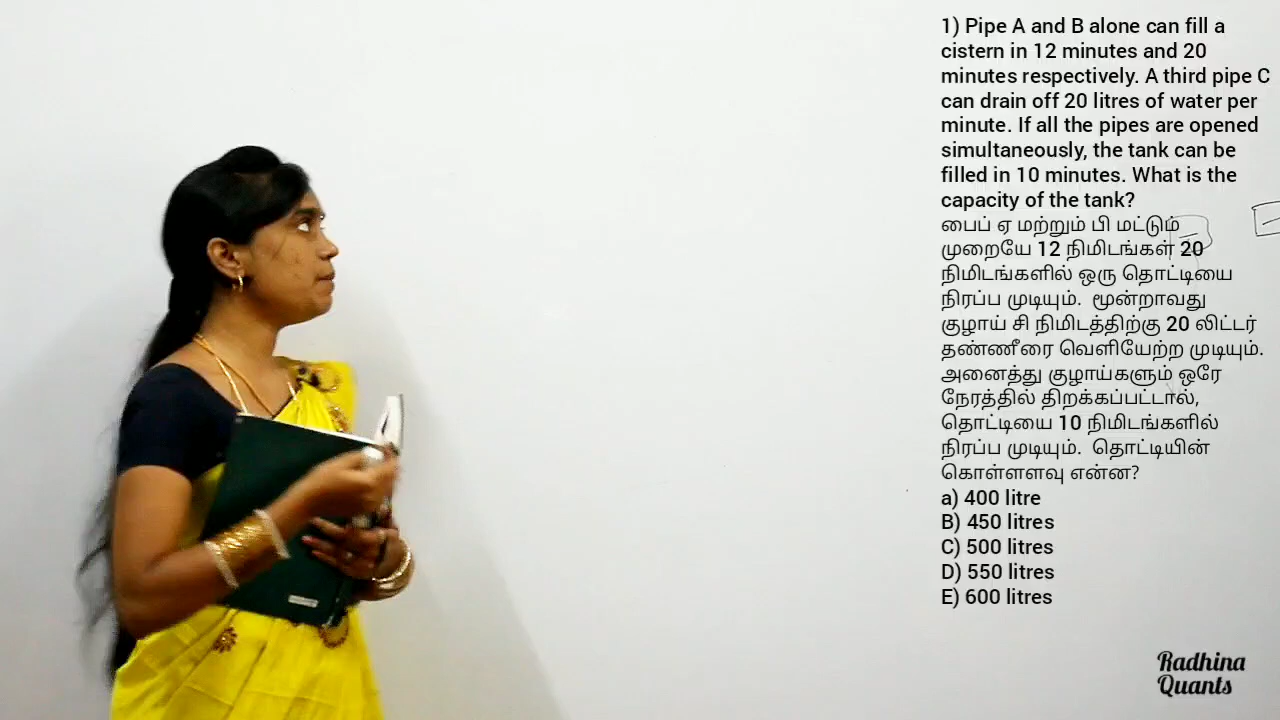 1) Pipe A and B alone can fill a
cistern in 12 minutes and 20
minutes respectively. A third pipe C
can drain off 20 litres of water per
minute. If all the pipes are opened
simultaneously, the tank can be
filled in 10 minutes. What is the
capacity of the tank?
பைப் ஏ மற்றும் பி மட்டும்
முறையே 12 நிமிடங்கள் 20
நிமிடங்களில் ஒரு தொட்டியை
நிரப்ப முடியும். மூன்றாவது
குழாய் சி நிமிடத்திற்கு 20 லிட்டர்
தண்ணீரை வெளியேற்ற முடியும்.
அனைத்து குழாய்களும் ஒரே
நேரத்தில் திறக்கப்பட்டால்,
தொட்டியை 10 நிமிடங்களில்
நிரப்ப முடியும். தொட்டியின்
கொள்ளளவு என்ன?
a) 400 litre
B) 450 litres
C) 500 litres
D) 550 litres
E) 600 litres
Radhina
Quants